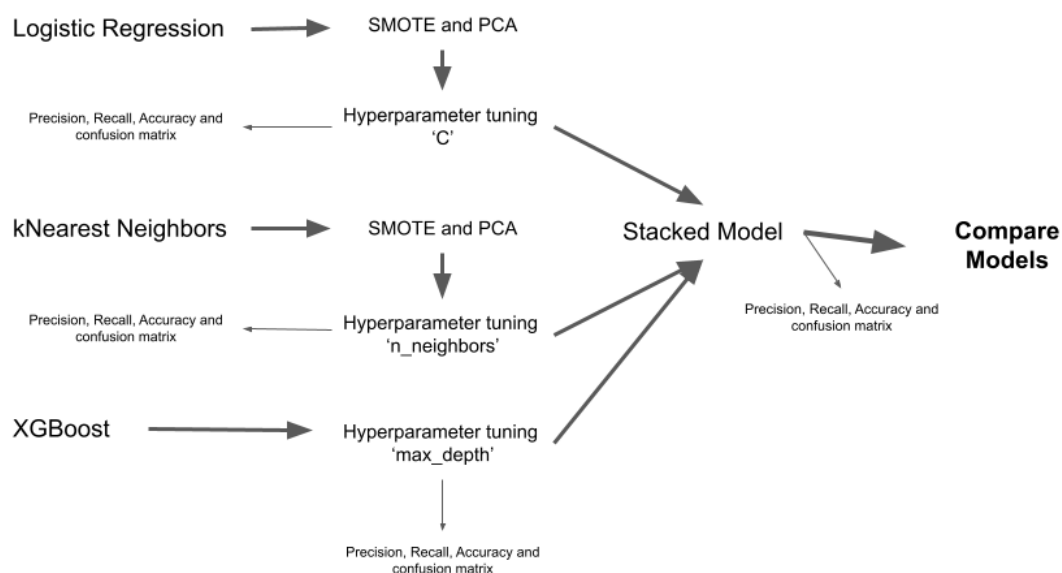 Logistic Regression
SMOTE and PCA
Precision, Recall, Accuracy and
confusion matrix
Hyperparameter tuning
‘C’
kNearest Neighbors
SMOTE and PCA
Stacked Model
Compare
Models
Precision, Recall, Accuracy and
confusion matrix
Hyperparameter tuning
‘n_neighbors’
Precision, Recall, Accuracy and
confusion matrix
XGBoost
Hyperparameter tuning
‘max_depth’
Precision, Recall, Accuracy and
confusion matrix